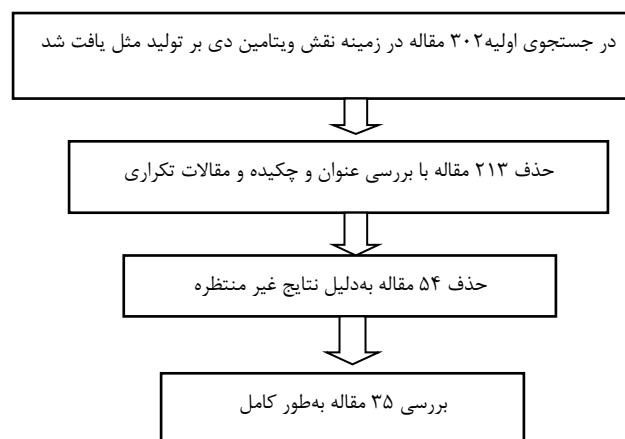 در جستجوی اولیه۳۰۲ مقاله در زمینه نقش ویتامین دی بر تولید مثل یافت شد
حذف ۲۱۳ مقاله با بررسی عنوان و چکیده و مقالات تکراری
حذف ۵۴ مقاله به‌دلیل نتایج غیر منتظره
بررسی ۳۵ مقاله به‌طور کامل